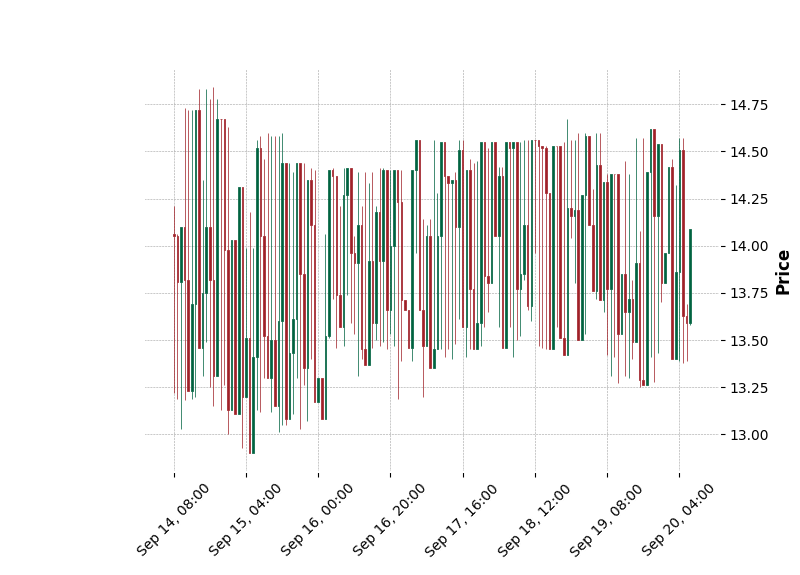 14.75
14.50
14.25
14.00
13.75
13.50
13.25
13.00
Price
Sep 14, 08:00
Sep 15, 04:00
Sep 16, 00:00
Sep 16, 20:00
Sep 17, 16:00
Sep 18, 12:00
Sep 19, 08:00
Sep 20, 04:00